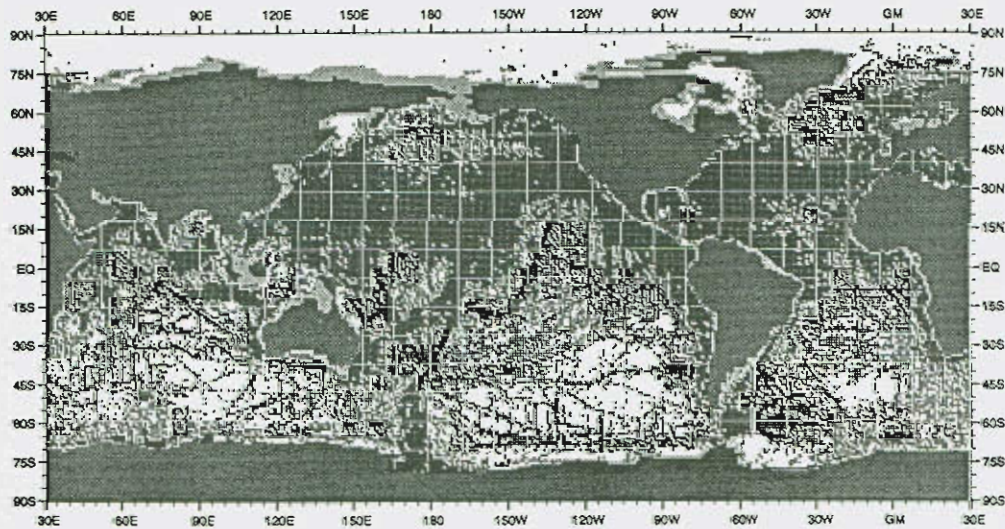 30E 60E 90E 120E 150E 180 150W 120W 90W 60W 30W GM 30E
90N 90N
75N 75N
60N 60N
45N 45N
30N 30N
15N 15N
EQ EQ
15S 15S
30S 30S
45S 45S
60S 60S
75S 75S
90S 90S
30E 60E 90E 120E 150E 180 150W 120W 90W 60W 30W GM 30E